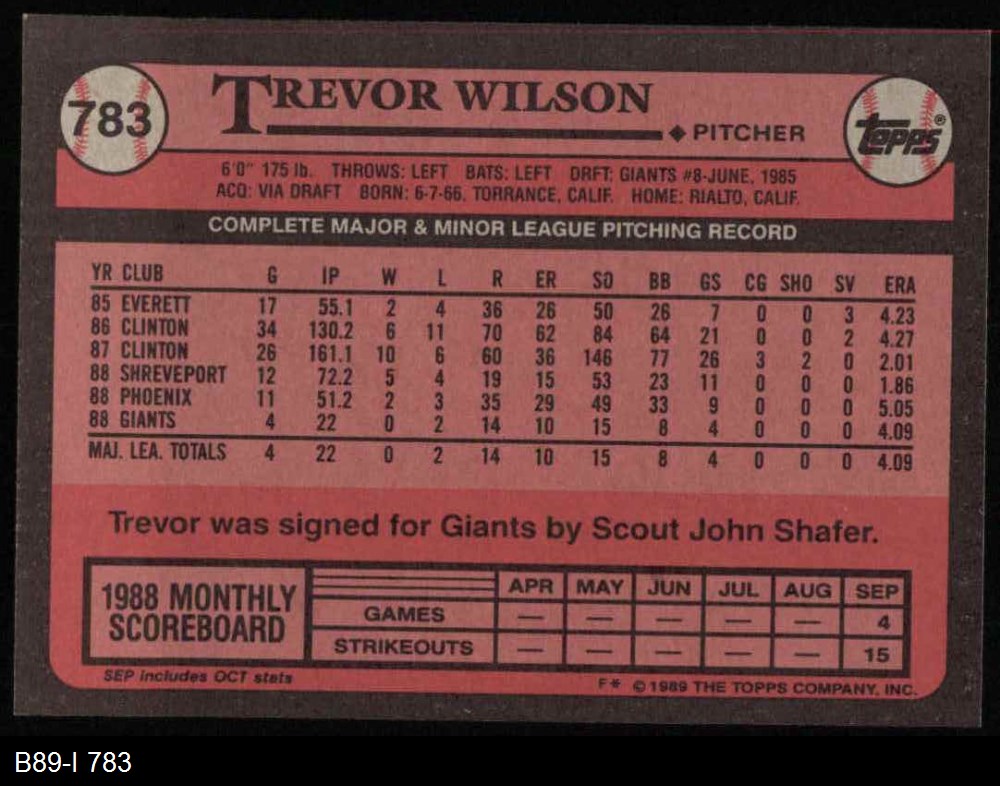 783
TREVOR WILSON
◆ PITCHER
Topps®
6'0" 175 lb. THROWS: LEFT BATS: LEFT DRFT: GIANTS #8-JUNE, 1985
ACQ: VIA DRAFT BORN: 6-7-66, TORRANCE, CALIF. HOME: RIALTO, CALIF.
COMPLETE MAJOR & MINOR LEAGUE PITCHING RECORD
YR CLUB G IP W L R ER SO BB GS CG SHO SV ERA
85 EVERETT 17 55.1 2 4 36 26 50 26 7 0 0 3 4.23
86 CLINTON 34 130.2 6 11 70 62 84 64 21 0 0 2 4.27
87 CLINTON 26 161.1 10 6 60 36 146 77 26 3 2 0 2.01
88 SHREVEPORT 12 72.2 5 4 19 15 53 23 11 0 0 0 1.86
88 PHOENIX 11 51.2 2 3 35 29 49 33 9 0 0 0 5.05
88 GIANTS 4 22 0 2 14 10 15 8 4 0 0 0 4.09
MAJ. LEA. TOTALS 4 22 0 2 14 10 15 8 4 0 0 0 4.09
Trevor was signed for Giants by Scout John Shafer.
1988 MONTHLY
SCOREBOARD
APR MAY JUN JUL AUG SEP
GAMES — — — — — 4
STRIKEOUTS — — — — — 15
SEP includes OCT stats
F* © 1989 THE TOPPS COMPANY, INC.
B89-I 783